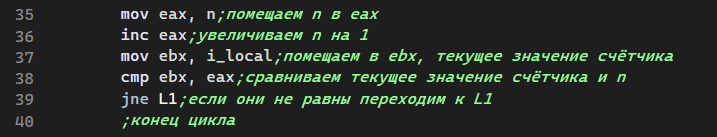 35 mov eax, n;помещаем n в eax
36 inc eax;увеличиваем n на 1
37 mov ebx, i_local;помещаем в ebx, текущее значение счётчика
38 cmp ebx, eax;сравниваем текущее значение счётчика и n
39 jne L1;если они не равны переходим к L1
40 ;конец цикла